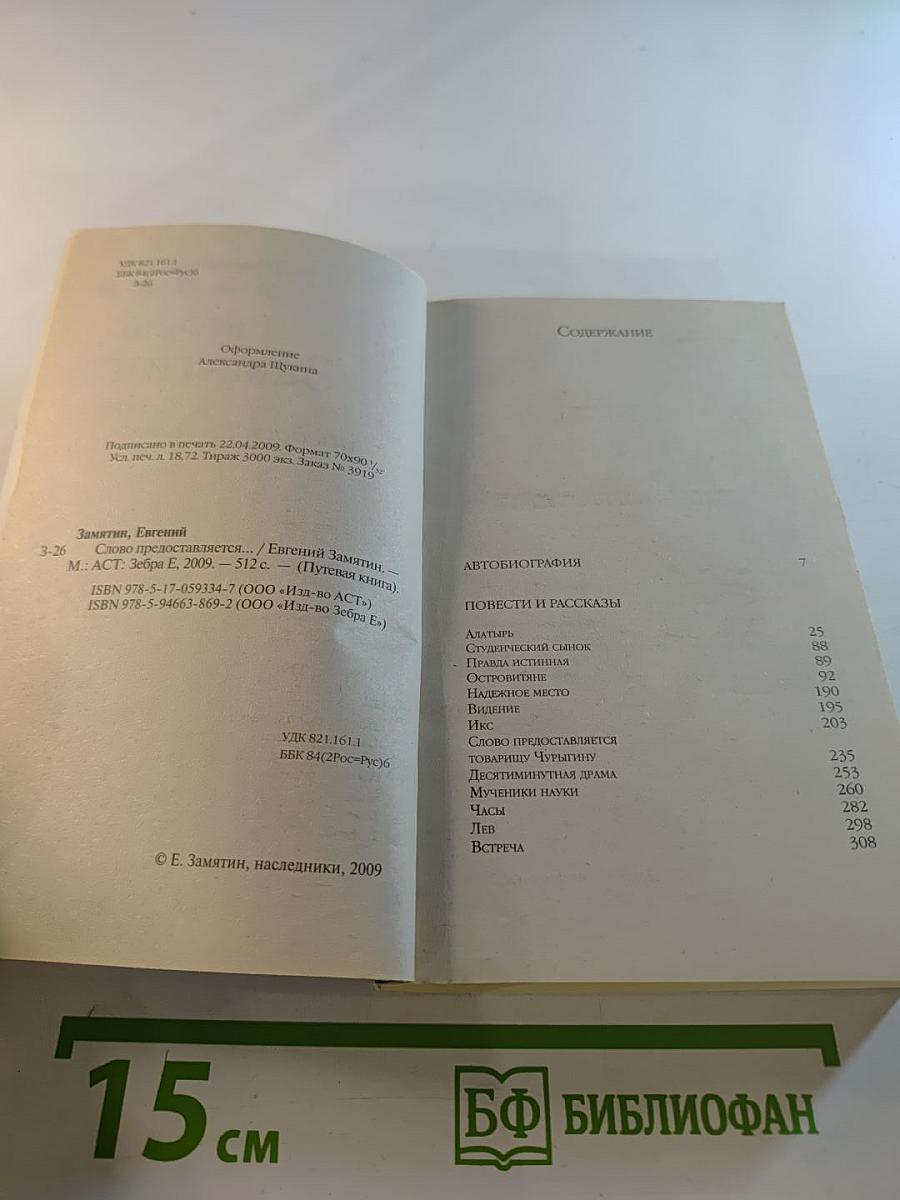 УДК 821.161.1
ББК 84(2Рос=Рус)6
З-26
Оформление
Александра Щукина
Подписано в печать 22.04.2009. Формат 70х90 1/32.
Усл. печ. л. 18,72. Тираж 3000 экз. Заказ № 3919
Замятин, Евгений
З-26 Слово предоставляется... / Евгений Замятин. —
М.: АСТ: Зебра Е, 2009. — 512 с. — (Путевая книга).
ISBN 978-5-17-059334-7 (ООО «Изд-во АСТ»)
ISBN 978-5-94663-869-2 (ООО «Изд-во Зебра Е»)
УДК 821.161.1
ББК 84(2Рос=Рус)6
© Е. Замятин, наследники, 2009
Содержание
АВТОБИОГРАФИЯ 7
ПОВЕСТИ И РАССКАЗЫ
Алатырь 25
Студенческий сынок 88
Правда истинная 89
Островитяне 92
Надежное место 190
Видение 195
Икс 203
Слово предоставляется
товарищу Чурыгину 235
Десятиминутная драма 253
Мученики науки 260
Часы 282
Лев 298
Встреча 308
15 см
БФ БИБЛИОФАН